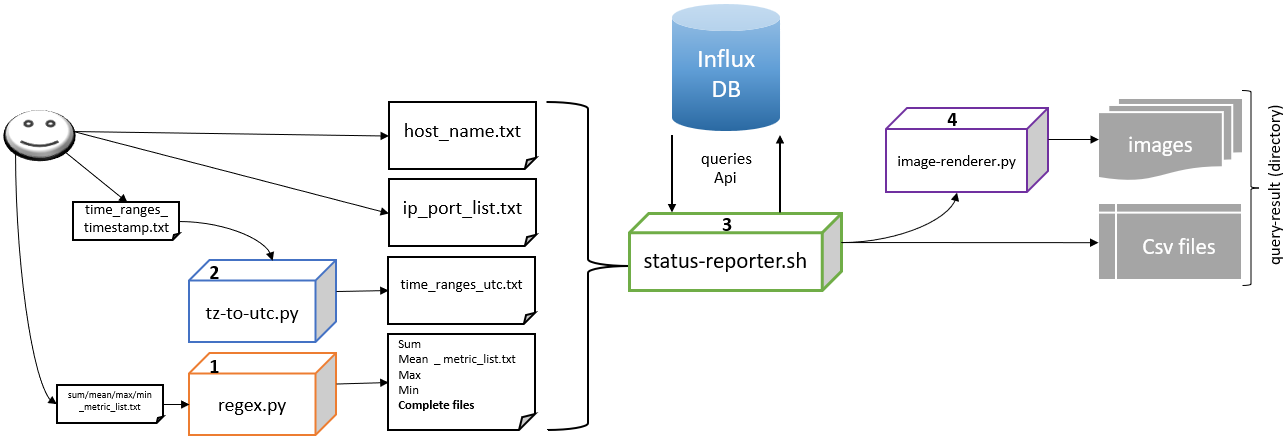 host_name.txt
ip_port_list.txt
time_ranges_
timestamp.txt
2
tz-to-utc.py
time_ranges_utc.txt
sum/mean/max/min
_metric_list.txt
1
regex.py
Sum
Mean _ metric_list.txt
Max
Min
Complete files
Influx
DB
queries
Api
3
status-reporter.sh
4
image-renderer.py
images
Csv files
query-result (directory)